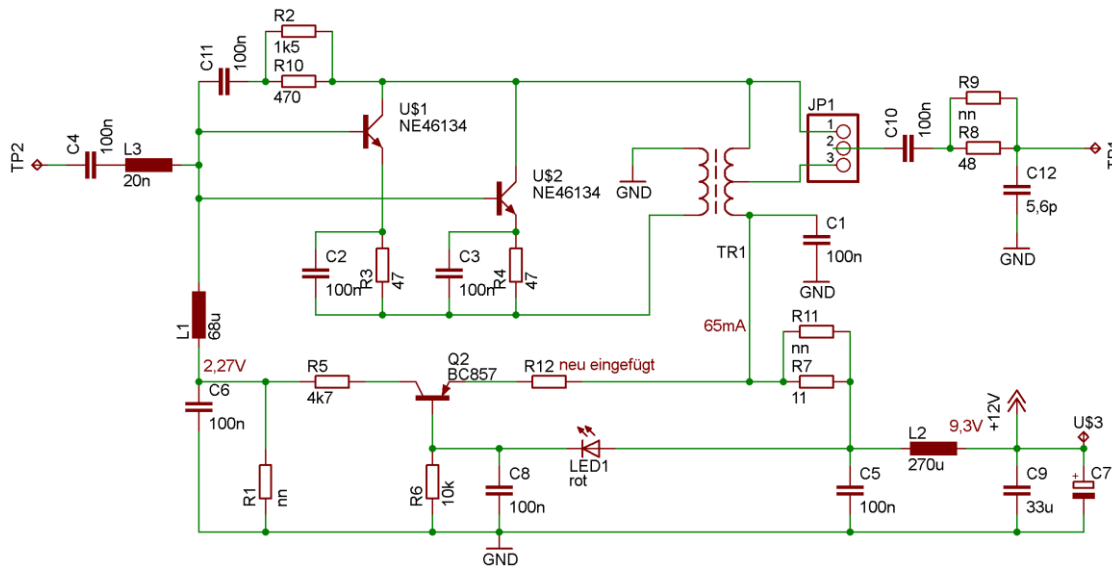 R2
1k5
C11
100n
R10
470
U$1
NE46134
TP2
C4
100n
L3
20n
U$2
NE46134
GND
JP1
1
2
3
C10
100n
R9
nn
R8
48
TP1
C12
5,6p
GND
C2
100n
R3
47
C3
100n
R4
47
TR1
C1
100n
GND
L1
68u
65mA
R11
nn
2,27V
R5
4k7
Q2
BC857
R12
neu eingefügt
R7
11
C6
100n
9,3V
+12V
U$3
L2
270u
LED1
rot
R1
nn
R6
10k
C8
100n
C5
100n
C9
33u
+
C7
GND